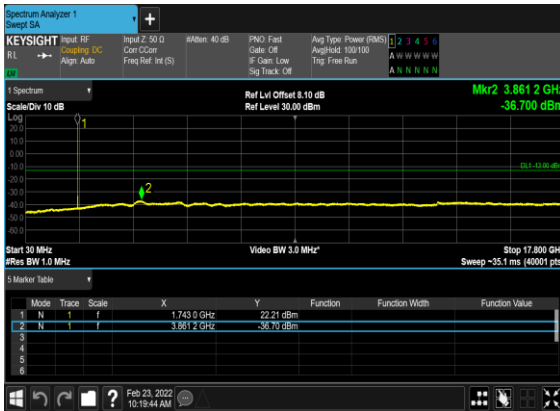 Spectrum Analyzer 1
Swept SA
+
KEYSIGHT Input: RF Input Z: 50 Ω #Atten: 40 dB PNO: Fast Avg Type: Power (RMS) 1 2 3 4 5 6
RL Coupling: DC Corr CCorr Gate: Off Avg|Hold: 100/100 A W W W W W
Align: Auto Freq Ref: Int (S) IF Gain: Low Trig: Free Run
Sig Track: Off A N N N N N
1 Spectrum
Ref Lvl Offset 8.10 dB Mkr2 3.861 2 GHz
Scale/Div 10 dB Ref Level 30.00 dBm -36.700 dBm
Log
20.0
10.0
0.00
-10.0
-20.0
-30.0
-40.0
-50.0
-60.0
1
2
DL1 -13.00 dBm
Start 30 MHz Video BW 3.0 MHz* Stop 17.800 GHz
#Res BW 1.0 MHz Sweep ~35.1 ms (40001 pts)
5 Marker Table
Mode Trace Scale X Y Function Function Width Function Value
1 N 1 f 1.743 0 GHz 22.21 dBm
2 N 1 f 3.861 2 GHz -36.70 dBm
3
4
5
6
? Feb 23, 2022
10:19:44 AM